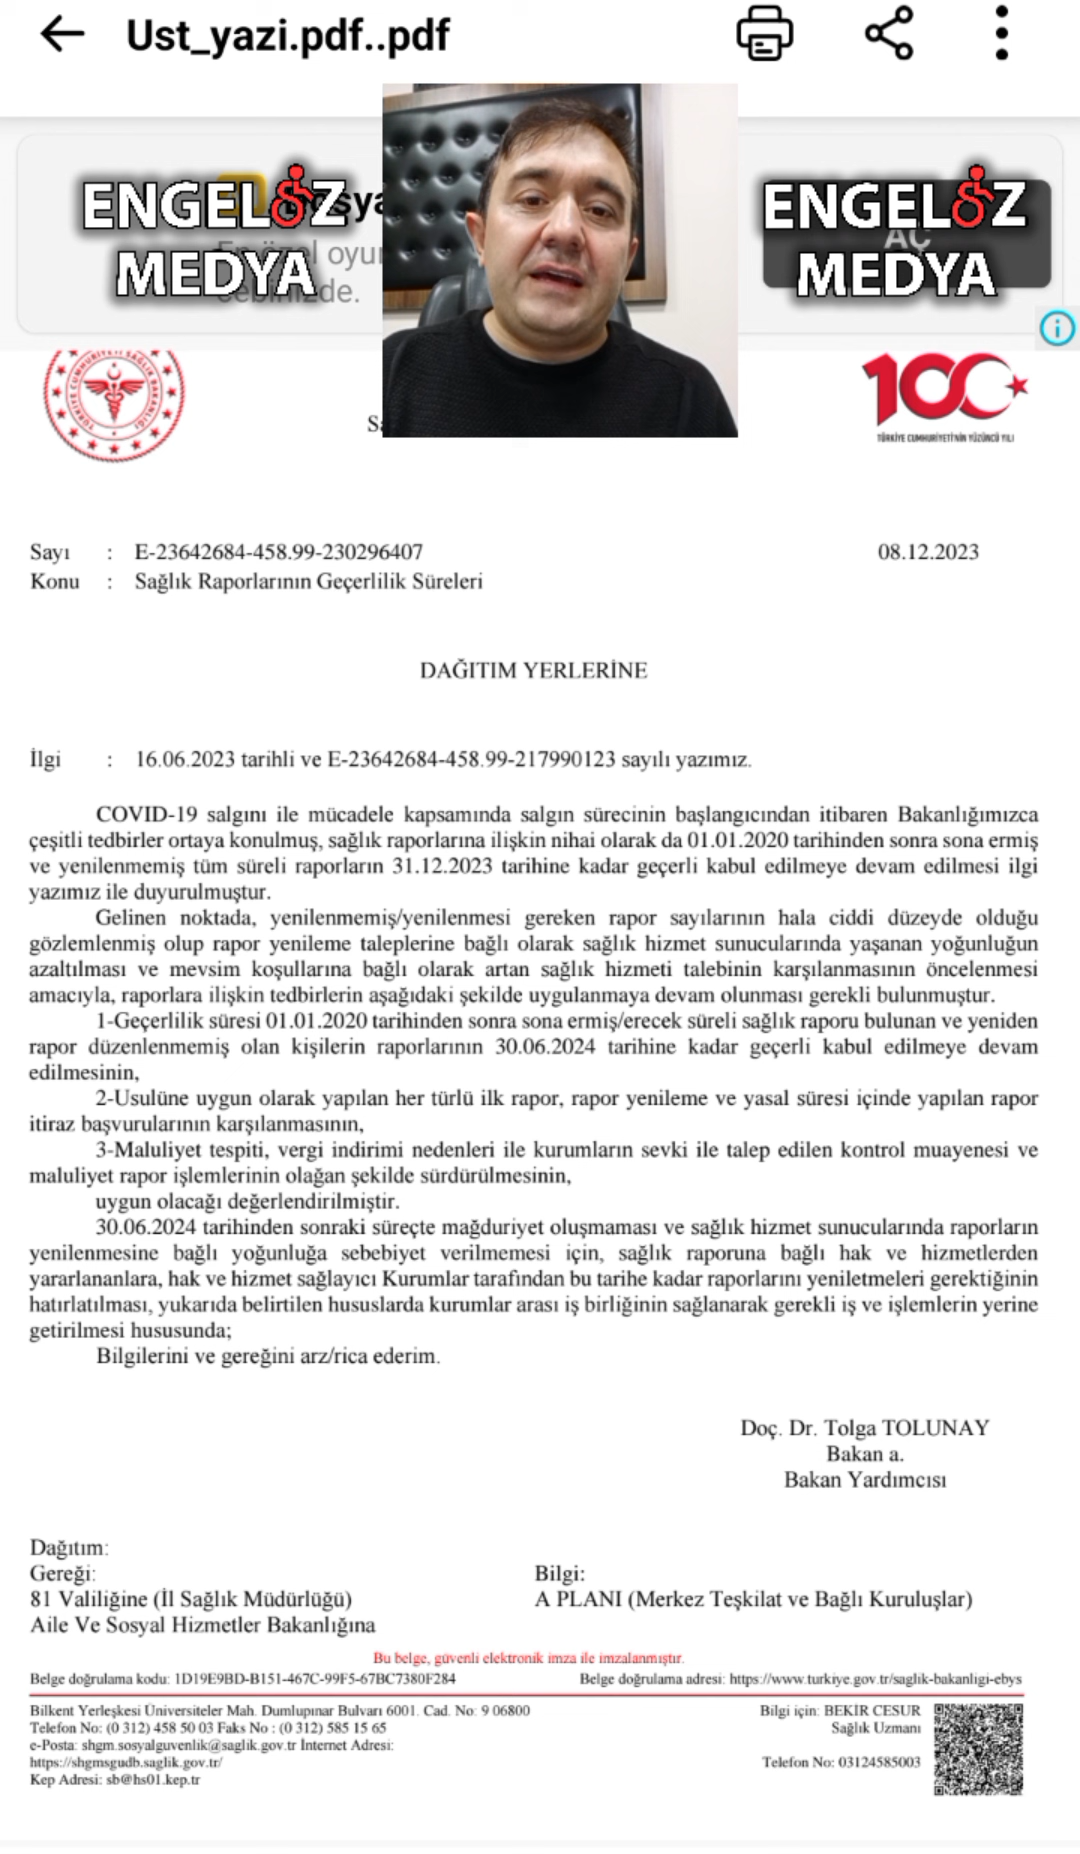 Ust_yazi.pdf..pdf
ENGELSİZ
MEDYA
oyu
de.
ENGELSİZ
AÇ
MEDYA
TÜRKİYE CUMHURİYETİ'NİN YÜZÜNCÜ YILI
Sayı : E-23642684-458.99-230296407 08.12.2023
Konu : Sağlık Raporlarının Geçerlilik Süreleri
DAĞITIM YERLERİNE
İlgi : 16.06.2023 tarihli ve E-23642684-458.99-217990123 sayılı yazımız.
COVID-19 salgını ile mücadele kapsamında salgın sürecinin başlangıcından itibaren Bakanlığımızca
çeşitli tedbirler ortaya konulmuş, sağlık raporlarına ilişkin nihai olarak da 01.01.2020 tarihinden sonra sona ermiş
ve yenilenmemiş tüm süreli raporların 31.12.2023 tarihine kadar geçerli kabul edilmeye devam edilmesi ilgi
yazımız ile duyurulmuştur.
Gelinen noktada, yenilenmemiş/yenilenmesi gereken rapor sayılarının hala ciddi düzeyde olduğu
gözlemlenmiş olup rapor yenileme taleplerine bağlı olarak sağlık hizmet sunucularında yaşanan yoğunluğun
azaltılması ve mevsim koşullarına bağlı olarak artan sağlık hizmeti talebinin karşılanmasının öncelenmesi
amacıyla, raporlara ilişkin tedbirlerin aşağıdaki şekilde uygulanmaya devam olunması gerekli bulunmuştur.
1-Geçerlilik süresi 01.01.2020 tarihinden sonra sona ermiş/erecek süreli sağlık raporu bulunan ve yeniden
rapor düzenlenmemiş olan kişilerin raporlarının 30.06.2024 tarihine kadar geçerli kabul edilmeye devam
edilmesinin,
2-Usulüne uygun olarak yapılan her türlü ilk rapor, rapor yenileme ve yasal süresi içinde yapılan rapor
itiraz başvurularının karşılanmasının,
3-Maluliyet tespiti, vergi indirimi nedenleri ile kurumların sevki ile talep edilen kontrol muayenesi ve
maluliyet rapor işlemlerinin olağan şekilde sürdürülmesinin,
uygun olacağı değerlendirilmiştir.
30.06.2024 tarihinden sonraki süreçte mağduriyet oluşmaması ve sağlık hizmet sunucularında raporların
yenilenmesine bağlı yoğunluğa sebebiyet verilmemesi için, sağlık raporuna bağlı hak ve hizmetlerden
yararlananlara, hak ve hizmet sağlayıcı Kurumlar tarafından bu tarihe kadar raporlarını yeniletmeleri gerektiğinin
hatırlatılması, yukarıda belirtilen hususlarda kurumlar arası iş birliğinin sağlanarak gerekli iş ve işlemlerin yerine
getirilmesi hususunda;
Bilgilerini ve gereğini arz/rica ederim.
Doç. Dr. Tolga TOLUNAY
Bakan a.
Bakan Yardımcısı
Dağıtım:
Gereği: Bilgi:
81 Valiliğine (İl Sağlık Müdürlüğü) A PLANI (Merkez Teşkilat ve Bağlı Kuruluşlar)
Aile Ve Sosyal Hizmetler Bakanlığına
Bu belge, güvenli elektronik imza ile imzalanmıştır.
Belge doğrulama kodu: 1D19E9BD-B151-467C-99F5-67BC7380F284 Belge doğrulama adresi: https://www.turkiye.gov.tr/saglik-bakanligi-ebys
Bilkent Yerleşkesi Üniversiteler Mah. Dumlupınar Bulvarı 6001. Cad. No: 9 06800 Bilgi için: BEKİR CESUR
Telefon No: (0 312) 458 50 03 Faks No : (0 312) 585 15 65 Sağlık Uzmanı
e-Posta: shgm.sosyalguvenlik@saglik.gov.tr İnternet Adresi:
https://shgmsgudb.saglik.gov.tr/ Telefon No: 03124585003
Kep Adresi: sb@hs01.kep.tr